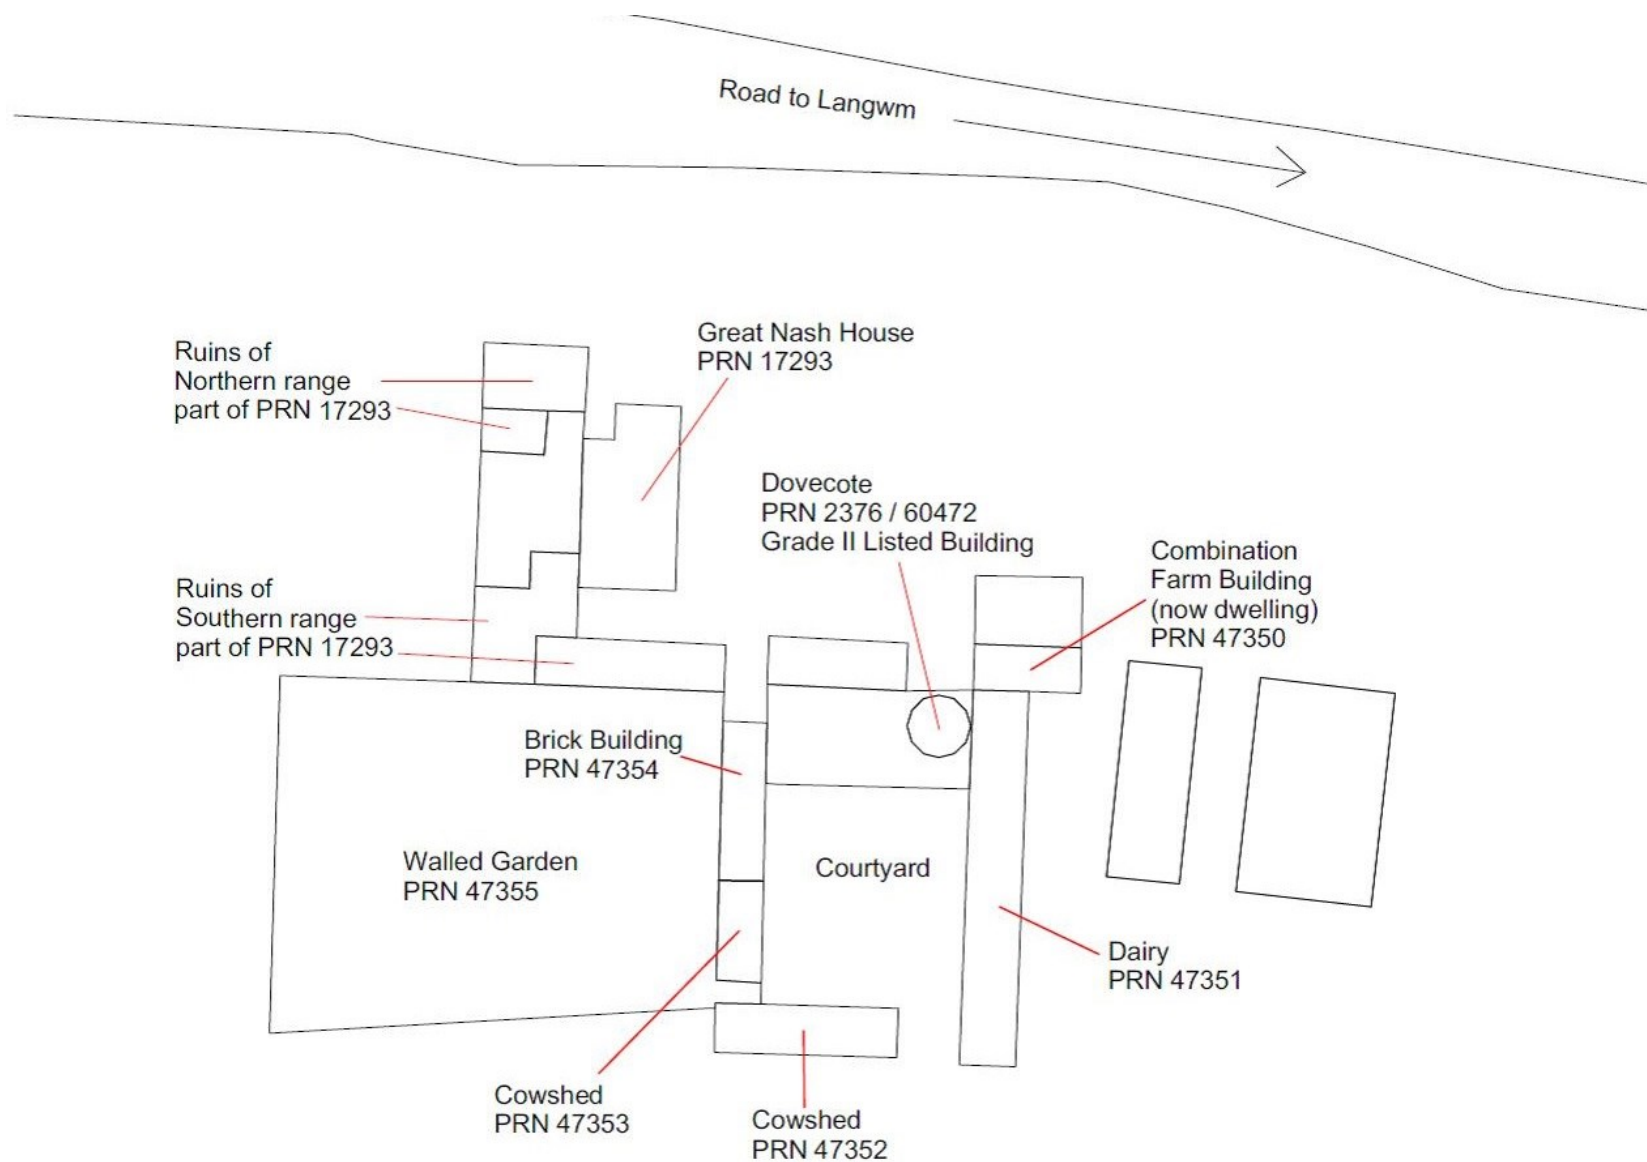 Road to Langwm
Great Nash House
PRN 17293
Ruins of
Northern range
part of PRN 17293
Dovecote
PRN 2376 / 60472
Grade II Listed Building
Combination
Farm Building
(now dwelling)
PRN 47350
Ruins of
Southern range
part of PRN 17293
Brick Building
PRN 47354
Walled Garden
PRN 47355
Courtyard
Dairy
PRN 47351
Cowshed
PRN 47353
Cowshed
PRN 47352